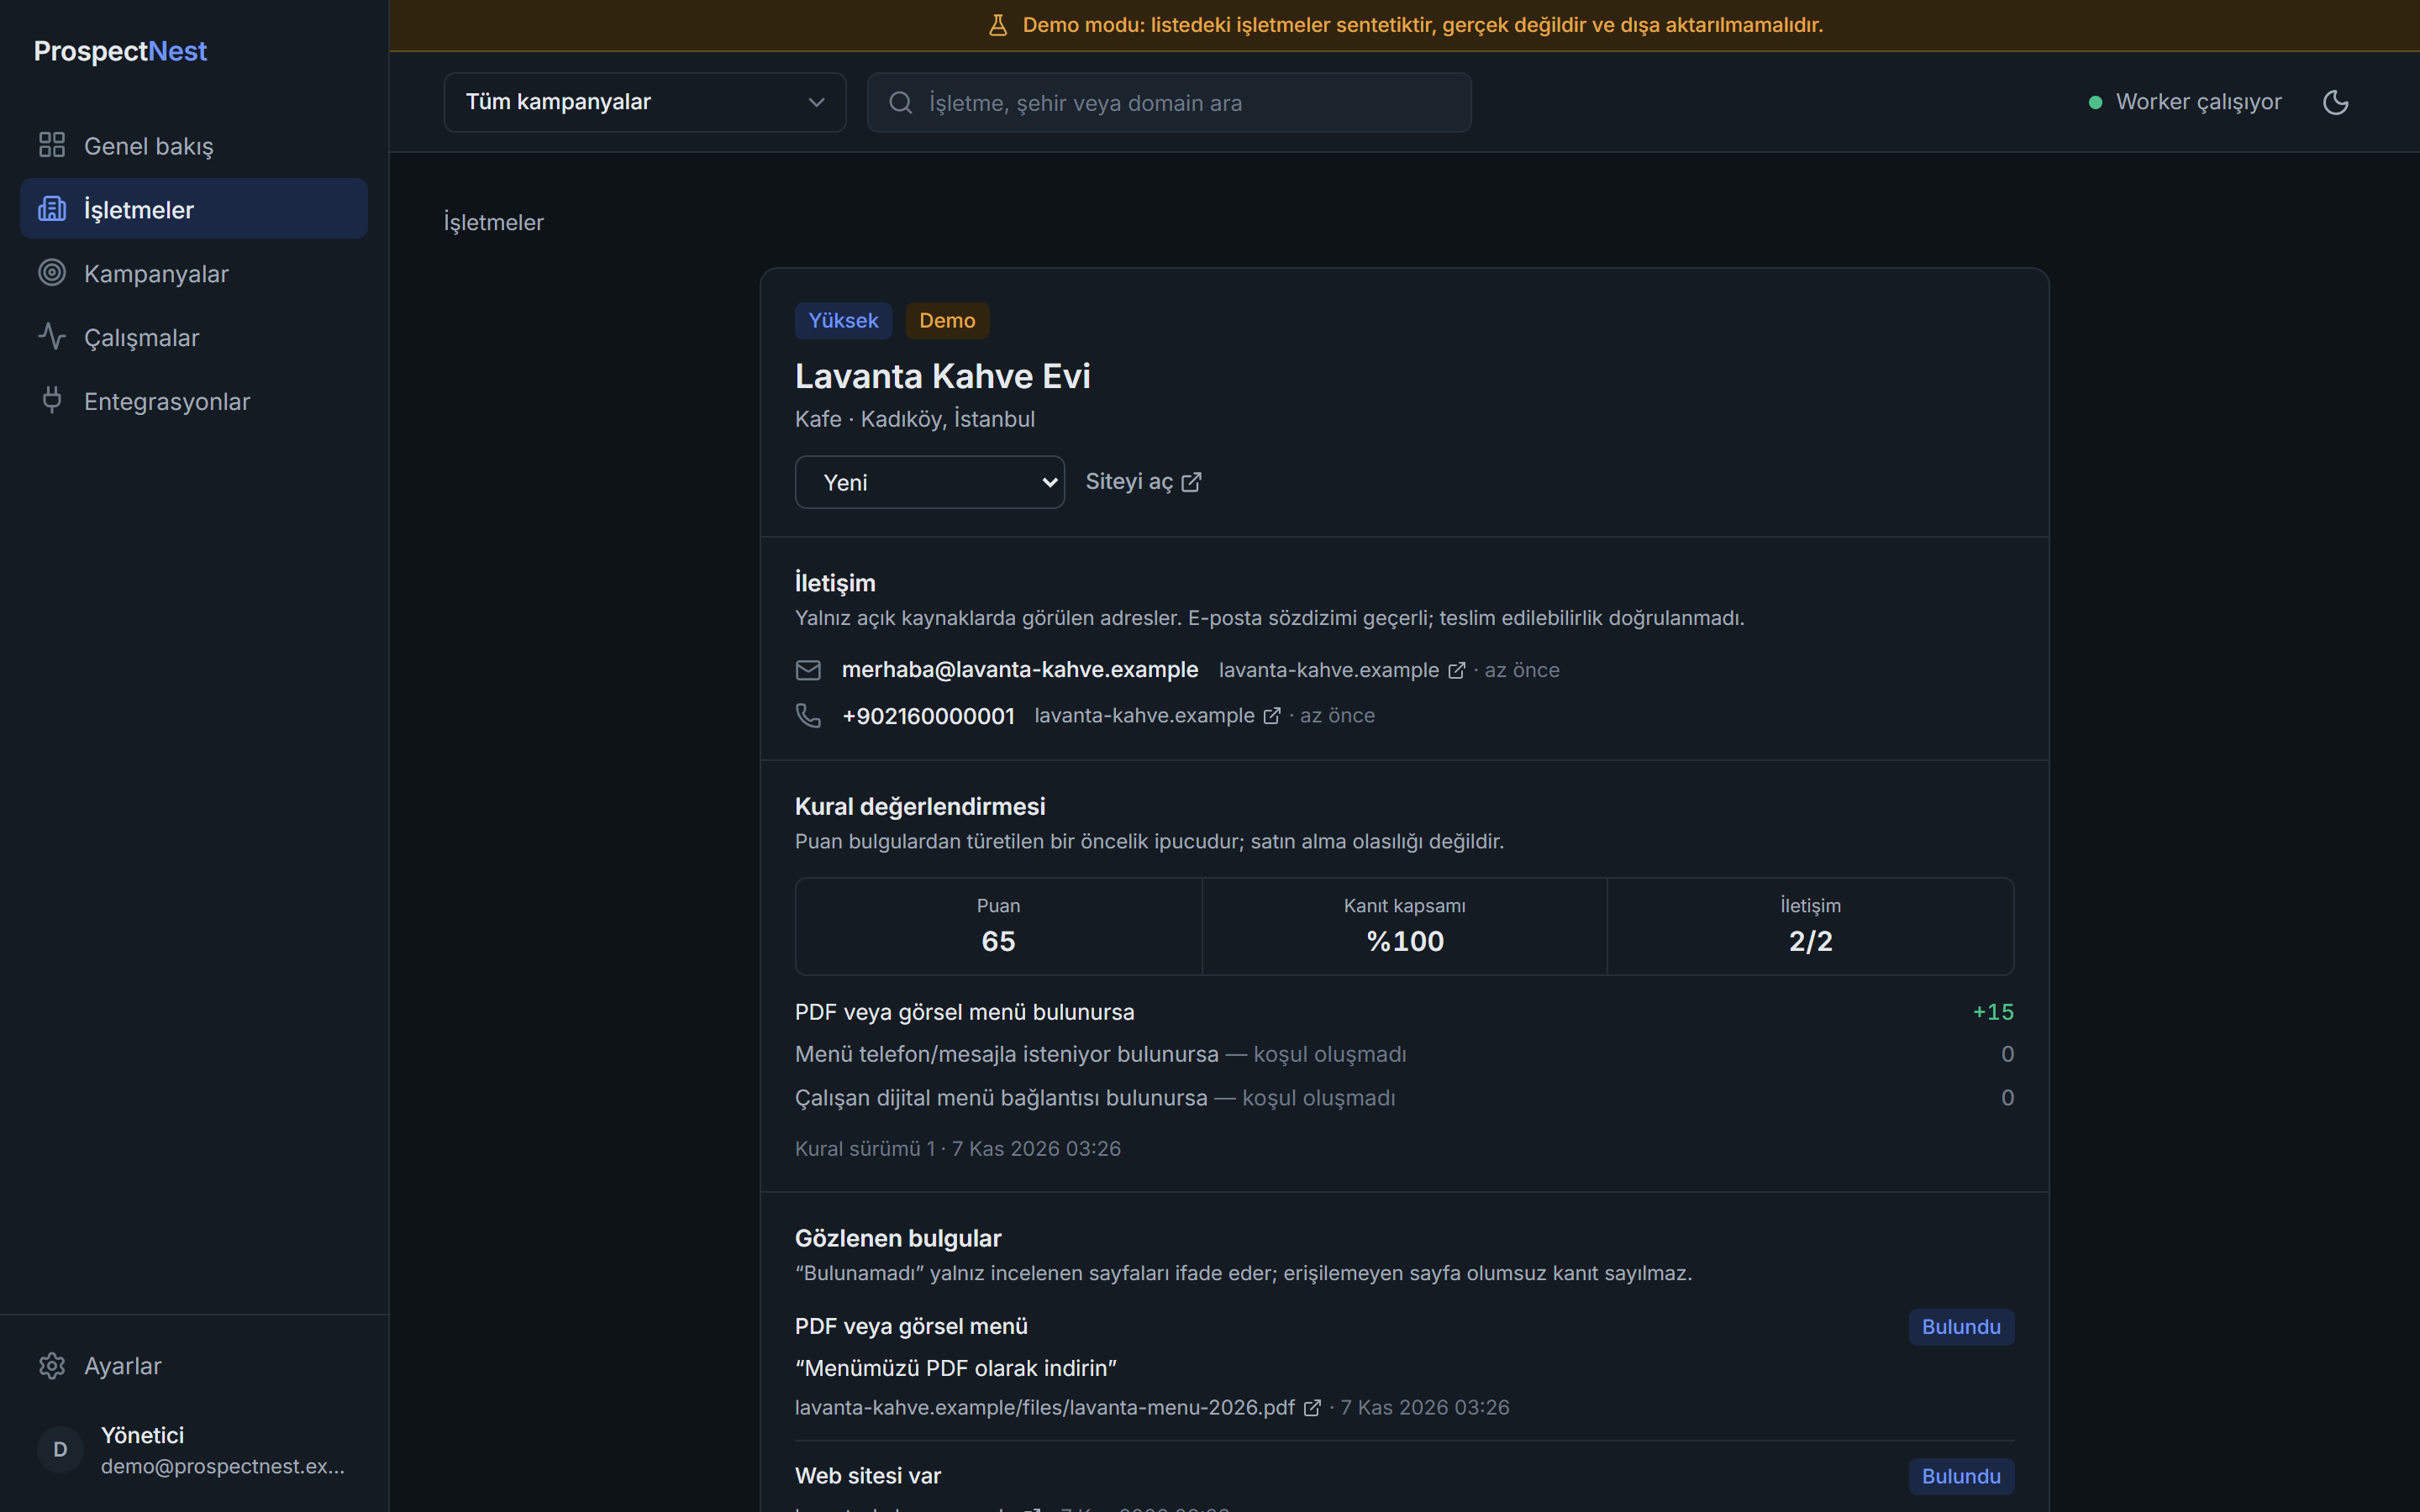 ProspectNest
Genel bakış
İşletmeler
Kampanyalar
Çalışmalar
Entegrasyonlar
Ayarlar
D
Yönetici
demo@prospectnest.ex...
Demo modu: listedeki işletmeler sentetiktir, gerçek değildir ve dışa aktarılmamalıdır.
Tüm kampanyalar
İşletme, şehir veya domain ara
Worker çalışıyor
İşletmeler
Yüksek Demo
Lavanta Kahve Evi
Kafe · Kadıköy, İstanbul
Yeni Siteyi aç
İletişim
Yalnız açık kaynaklarda görülen adresler. E-posta sözdizimi geçerli; teslim edilebilirlik doğrulanmadı.
merhaba@lavanta-kahve.example lavanta-kahve.example · az önce
+902160000001 lavanta-kahve.example · az önce
Kural değerlendirmesi
Puan bulgulardan türetilen bir öncelik ipucudur; satın alma olasılığı değildir.
Puan
65
Kanıt kapsamı
%100
İletişim
2/2
PDF veya görsel menü bulunursa +15
Menü telefon/mesajla isteniyor bulunursa — koşul oluşmadı 0
Çalışan dijital menü bağlantısı bulunursa — koşul oluşmadı 0
Kural sürümü 1 · 7 Kas 2026 03:26
Gözlenen bulgular
“Bulunamadı” yalnız incelenen sayfaları ifade eder; erişilemeyen sayfa olumsuz kanıt sayılmaz.
PDF veya görsel menü Bulundu
“Menümüzü PDF olarak indirin”
lavanta-kahve.example/files/lavanta-menu-2026.pdf · 7 Kas 2026 03:26
Web sitesi var Bulundu